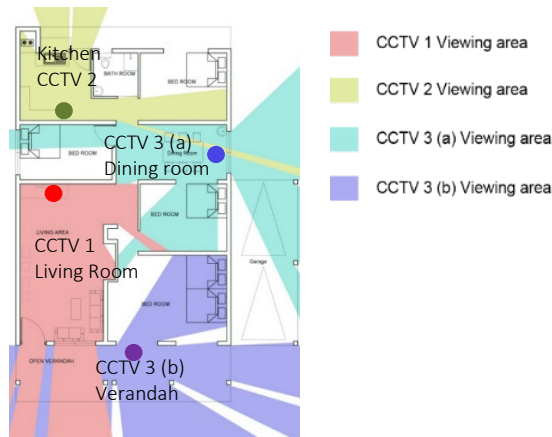 Kitchen
CCTV 2
BATH ROOM
BED ROOM
CCTV 3 (a)
Dining room
BED ROOM
Dining Room
BED ROOM
LIVING AREA
CCTV 1
Living Room
Garage
BED ROOM
OPEN VERANDAH
CCTV 3 (b)
Verandah
CCTV 1 Viewing area
CCTV 2 Viewing area
CCTV 3 (a) Viewing area
CCTV 3 (b) Viewing area